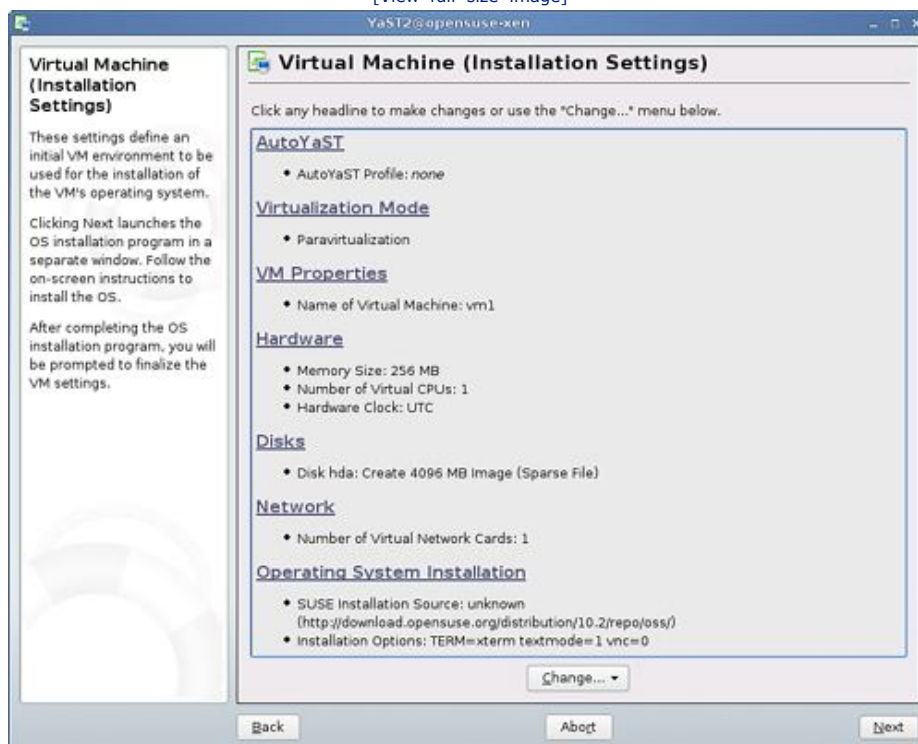 [View full size image]
YaST2@opensuse-xen
Virtual Machine
(Installation
Settings)
These settings define an
initial VM environment to be
used for the installation of
the VM's operating system.
Clicking Next launches the
OS installation program in a
separate window. Follow the
on-screen instructions to
install the OS.
After completing the OS
installation program, you will
be prompted to finalize the
VM settings.
Virtual Machine (Installation Settings)
Click any headline to make changes or use the "Change..." menu below.
AutoYaST
• AutoYaST Profile: none
Virtualization Mode
• Paravirtualization
VM Properties
• Name of Virtual Machine: vm1
Hardware
• Memory Size: 256 MB
• Number of Virtual CPUs: 1
• Hardware Clock: UTC
Disks
• Disk hda: Create 4096 MB Image (Sparse File)
Network
• Number of Virtual Network Cards: 1
Operating System Installation
• SUSE Installation Source: unknown
(http://download.opensuse.org/distribution/10.2/repo/oss/)
• Installation Options: TERM=xterm textmode=1 vnc=0
Change...
Back
Abort
Next